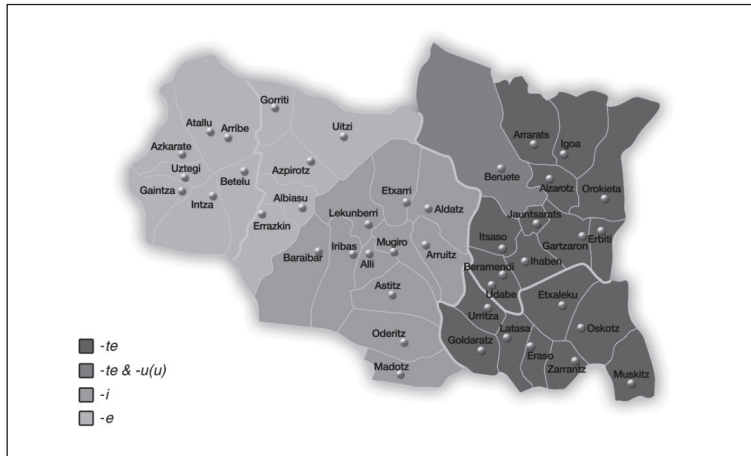 Gorriti
Uitzi
Atallu
Arribe
Azkarate
Uztegi
Gaintza
Intza
Betelu
Azpirotz
Albiasu
Errazkin
Etxarri
Aldatz
Lekunberri
Baraibar
Iribas
Alli
Mugiro
Arruitz
Astitz
Oderitz
Madotz
Arrarats
Igoa
Beruete
Aizarotz
Orokieta
Jauntsarats
Itsaso
Gartzaron
Erbiti
Beramendi
Ihaben
Udabe
Etxaleku
Urritza
Oskotz
Goldaratz
Latasa
Eraso
Zarrantz
Muskitz
-te
-te & -u(u)
-i
-e